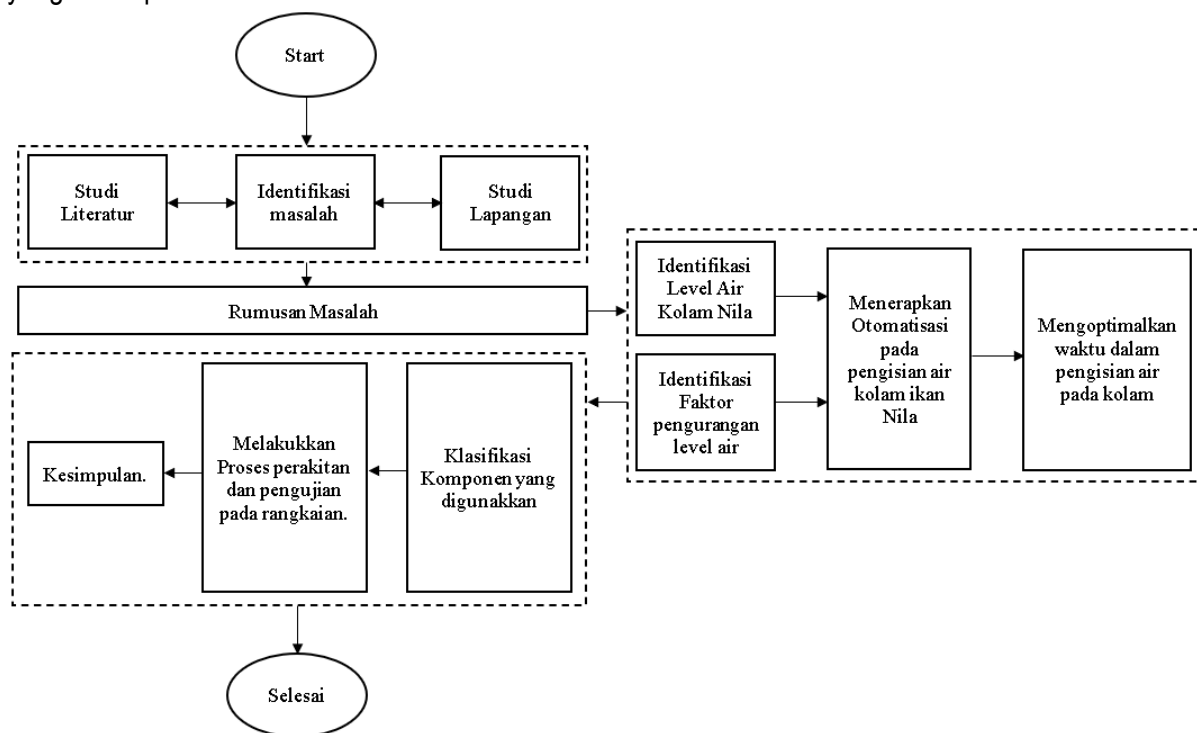 Start
Studi
Literatur
Identifikasi
masalah
Studi
Lapangan
Rumusan Masalah
Identifikasi
Level Air
Kolam Nila
Identifikasi
Faktor
pengurangan
level air
Menerapkan
Otomatisasi
pada
pengisian air
kolam ikan
Nila
Mengoptimalkan
waktu dalam
pengisian air
pada kolam
Klasifikasi
Komponen yang
digunakkan
Melakukkan
Proses perakitan
dan pengujian
pada rangkaian.
Kesimpulan.
Selesai